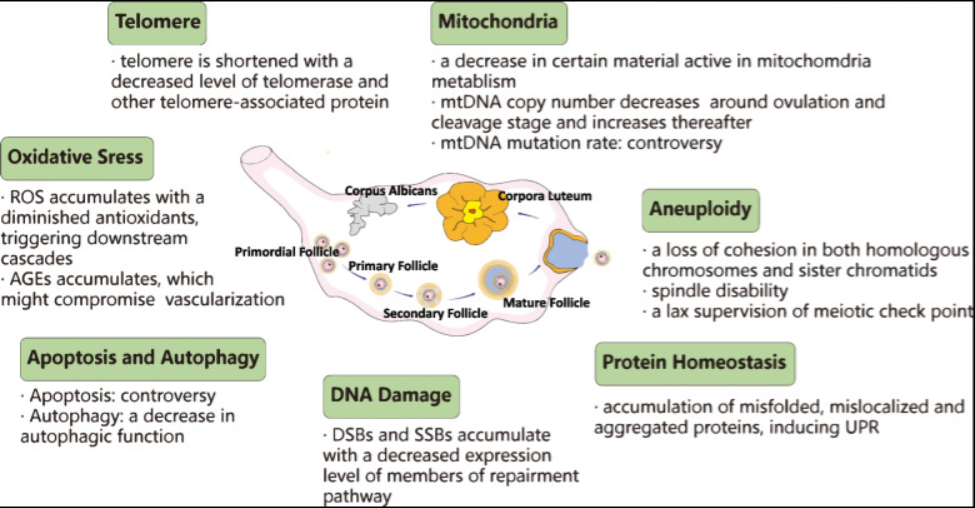 Telomere
· telomere is shortened with a
decreased level of telomerase and
other telomere-associated protein
Mitochondria
· a decrease in certain material active in mitochomdria
metablism
· mtDNA copy number decreases around ovulation and
cleavage stage and increases thereafter
· mtDNA mutation rate: controversy
Oxidative Sress
· ROS accumulates with a
diminished antioxidants,
triggering downstream
cascades
· AGEs accumulates, which
might compromise vascularization
Corpus Albicans
Corpora Luteum
Primordial Follicle
Primary Follicle
Secondary Follicle
Mature Follicle
Aneuploidy
· a loss of cohesion in both homologous
chromosomes and sister chromatids
· spindle disability
· a lax supervision of meiotic check point
Apoptosis and Autophagy
· Apoptosis: controversy
· Autophagy: a decrease in
autophagic function
DNA Damage
· DSBs and SSBs accumulate
with a decreased expression
level of members of repairment
pathway
Protein Homeostasis
· accumulation of misfolded, mislocalized and
aggregated proteins, inducing UPR